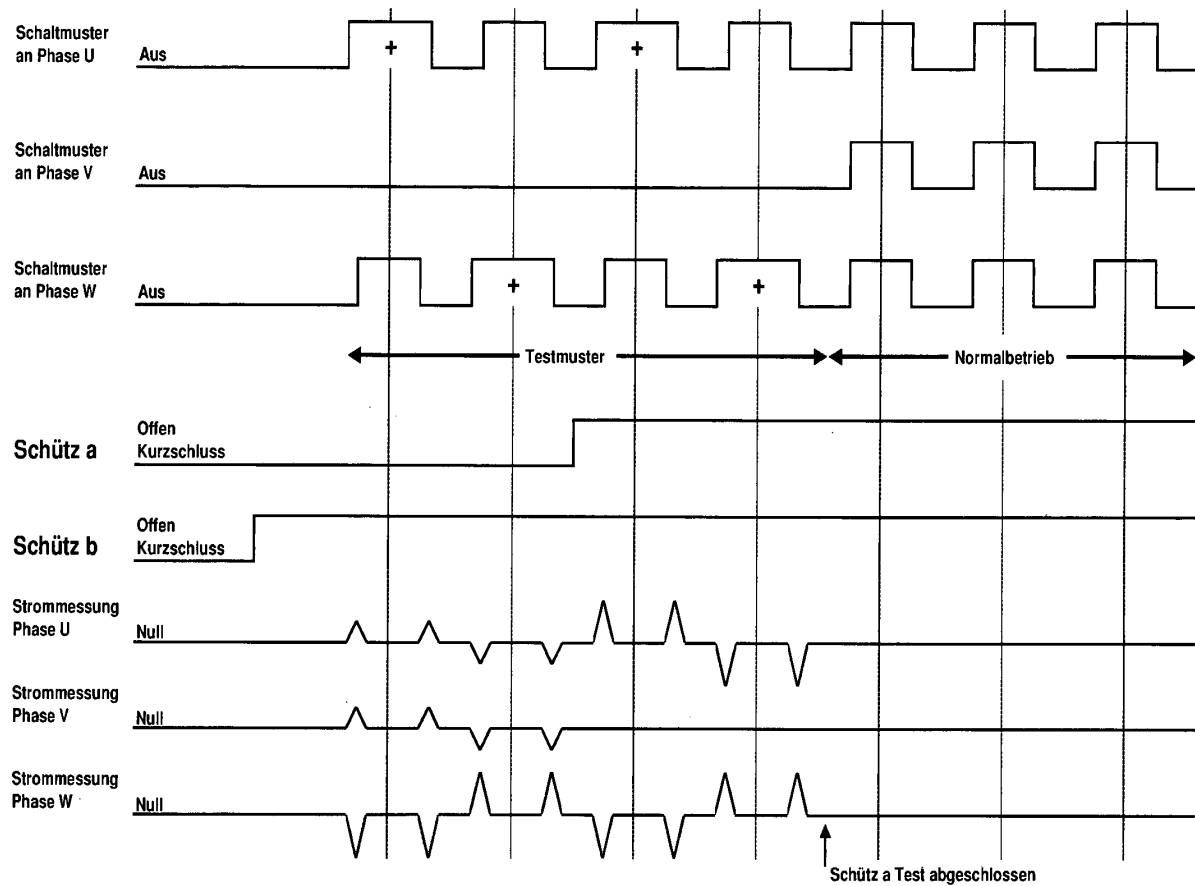 Schaltmuster
an Phase U
Aus
+
+
Schaltmuster
an Phase V
Aus
Schaltmuster
an Phase W
Aus
+
+
Testmuster
Normalbetrieb
Schütz a
Offen
Kurzschluss
Schütz b
Offen
Kurzschluss
Strommessung
Phase U
Null
Strommessung
Phase V
Null
Strommessung
Phase W
Null
Schütz a Test abgeschlossen